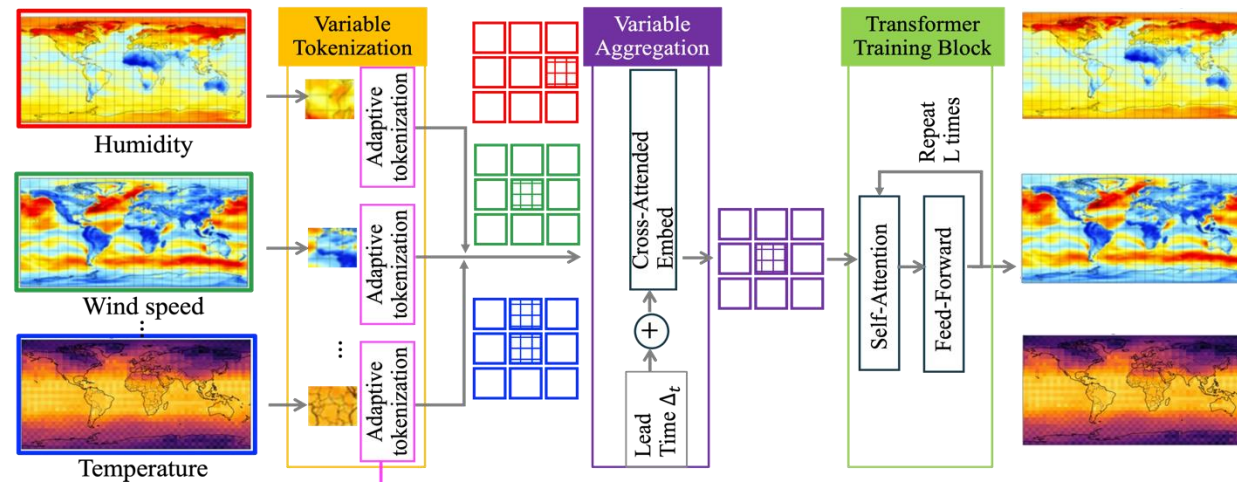 Humidity
Wind speed
⋮
Temperature
Variable
Tokenization
Adaptive
tokenization
Adaptive
tokenization
...
Adaptive
tokenization
Variable
Aggregation
Cross-Attended
Embed
+
Lead
Time Δt
Transformer
Training Block
Repeat
L times
Self-Attention
Feed-Forward